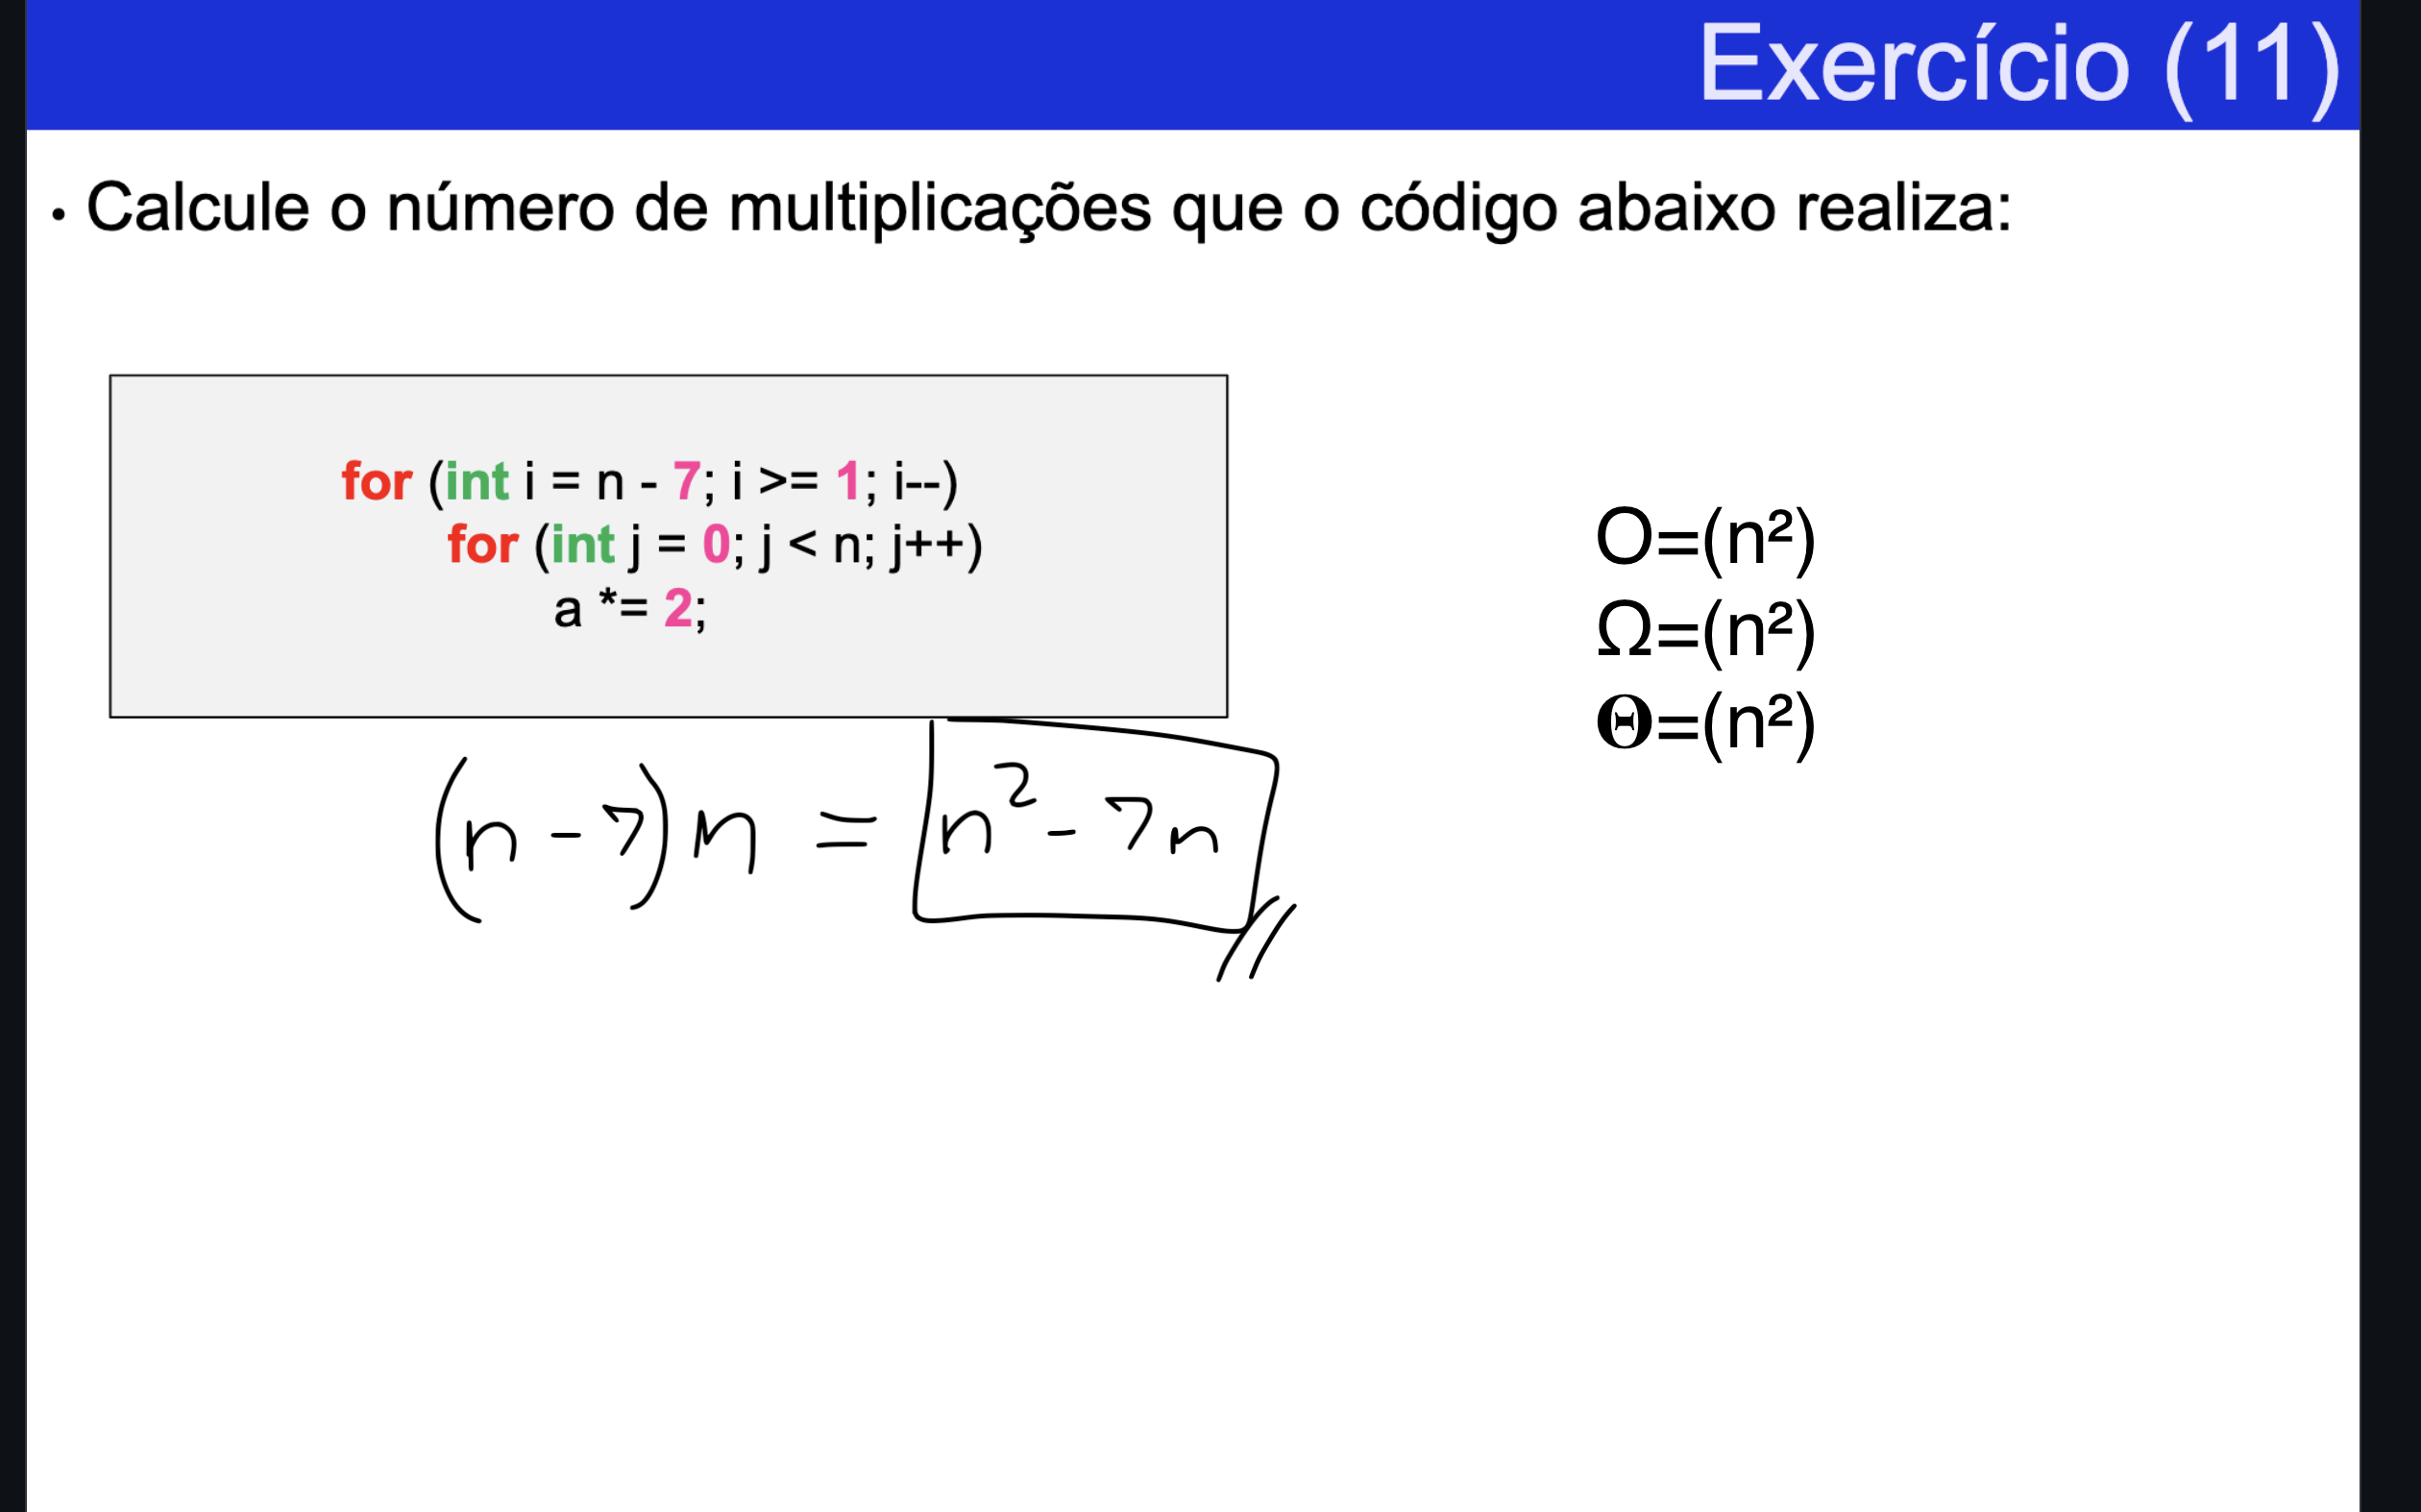 Exercício (11)
• Calcule o número de multiplicações que o código abaixo realiza:
for (int i = n - 7; i >= 1; i--)
for (int j = 0; j < n; j++)
a *= 2;
O=(n²)
Ω=(n²)
Θ=(n²)
(n - 7)n = n² - 7n